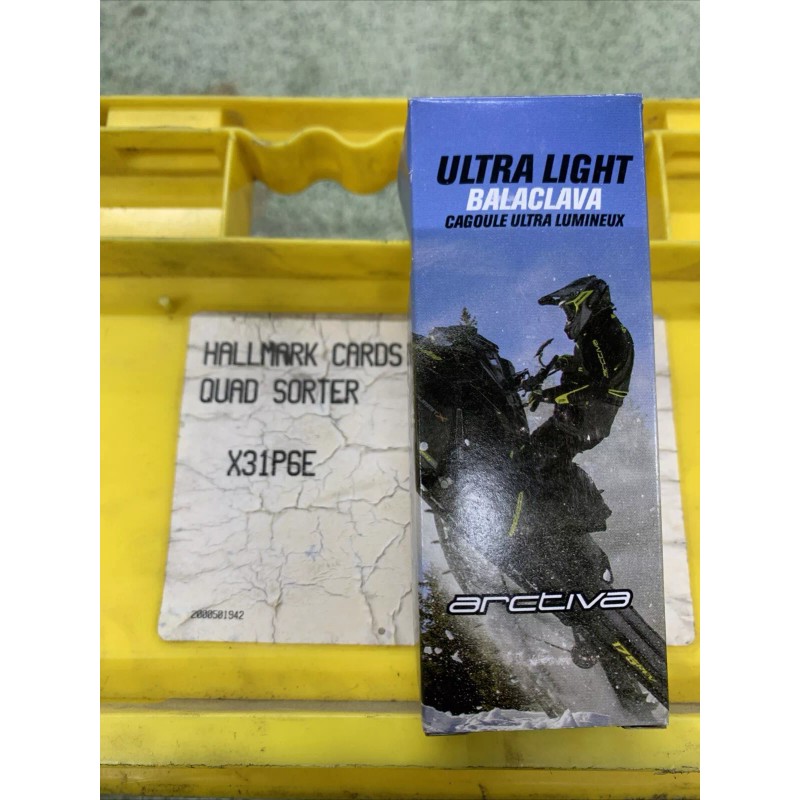 HALLMARK CARDS
QUAD SORTER
X31P6E
2000501942
ULTRA LIGHT
BALACLAVA
CAGOULE ULTRA LUMINEUX
arctiva